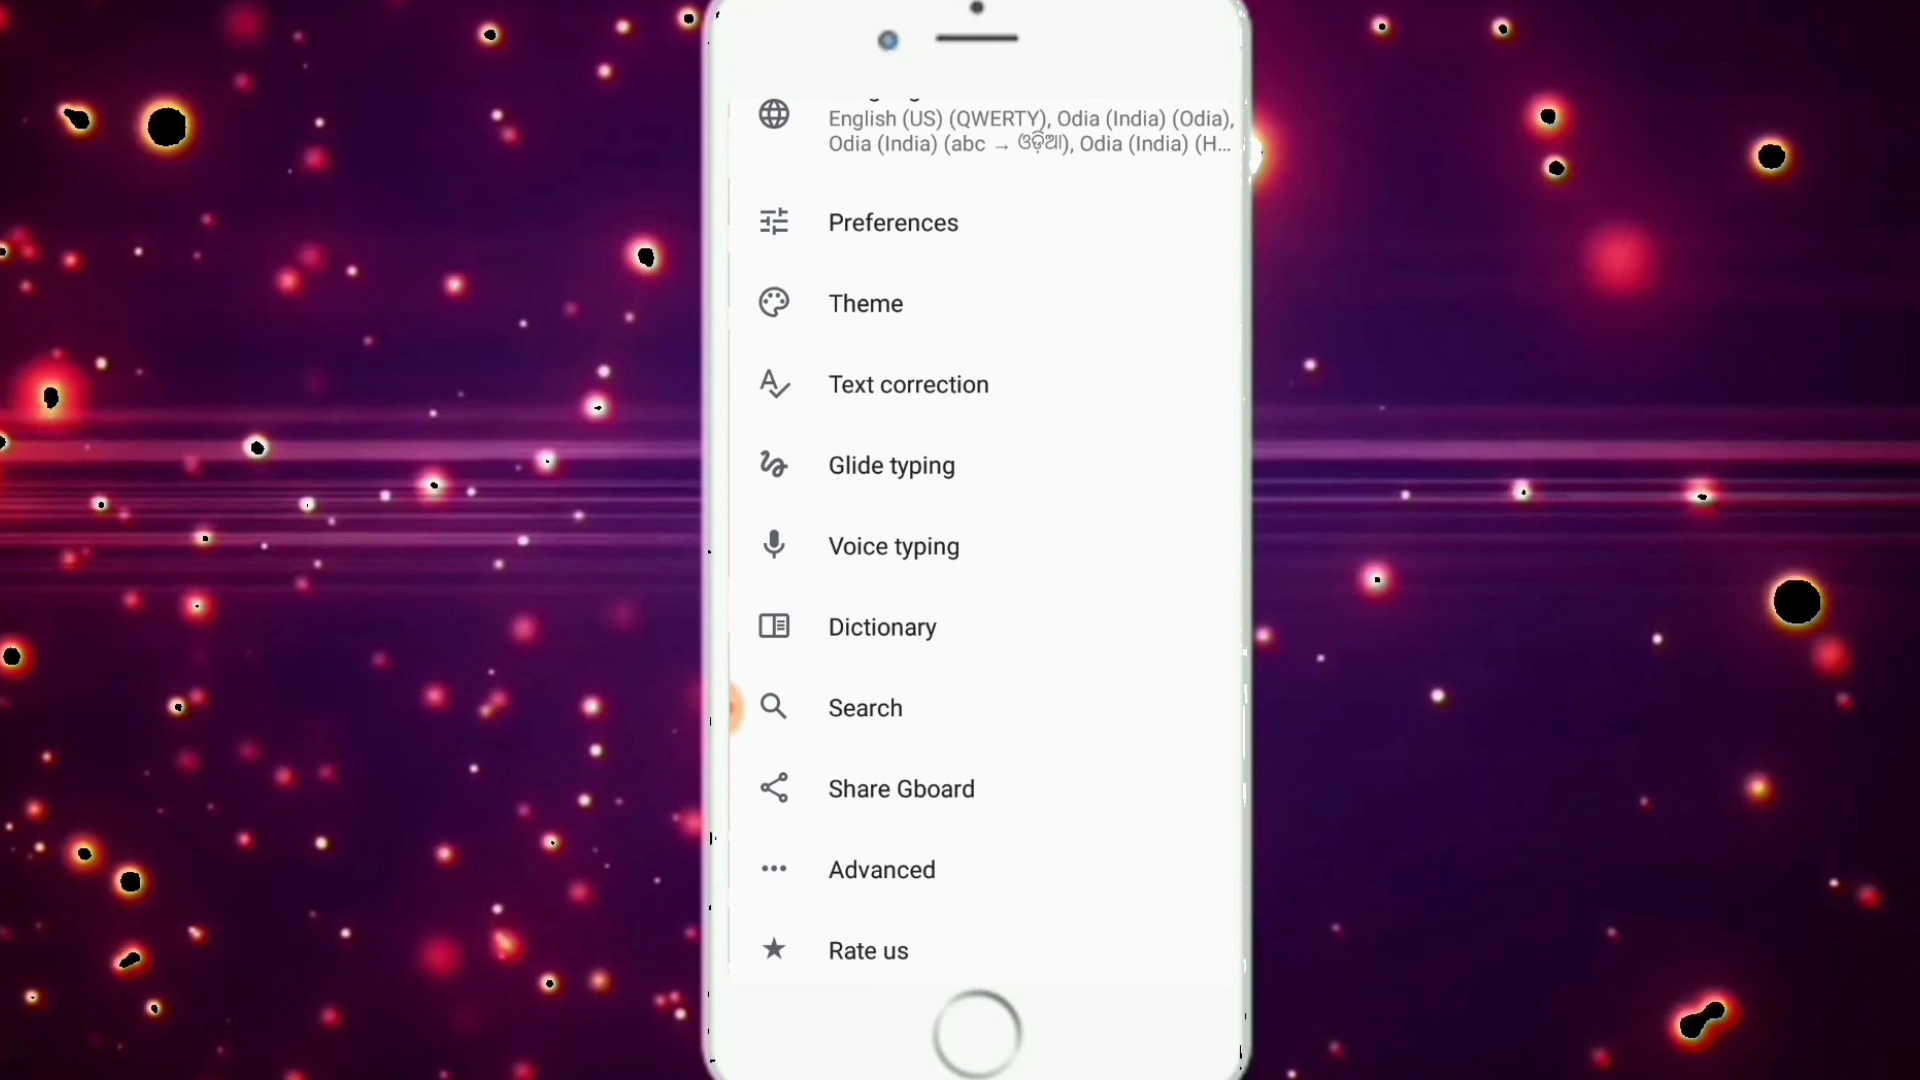 English (US) (QWERTY), Odia (India) (Odia),
Odia (India) (abc → ଓଡ଼ିଆ), Odia (India) (H...
Preferences
Theme
Text correction
Glide typing
Voice typing
Dictionary
Search
Share Gboard
Advanced
Rate us